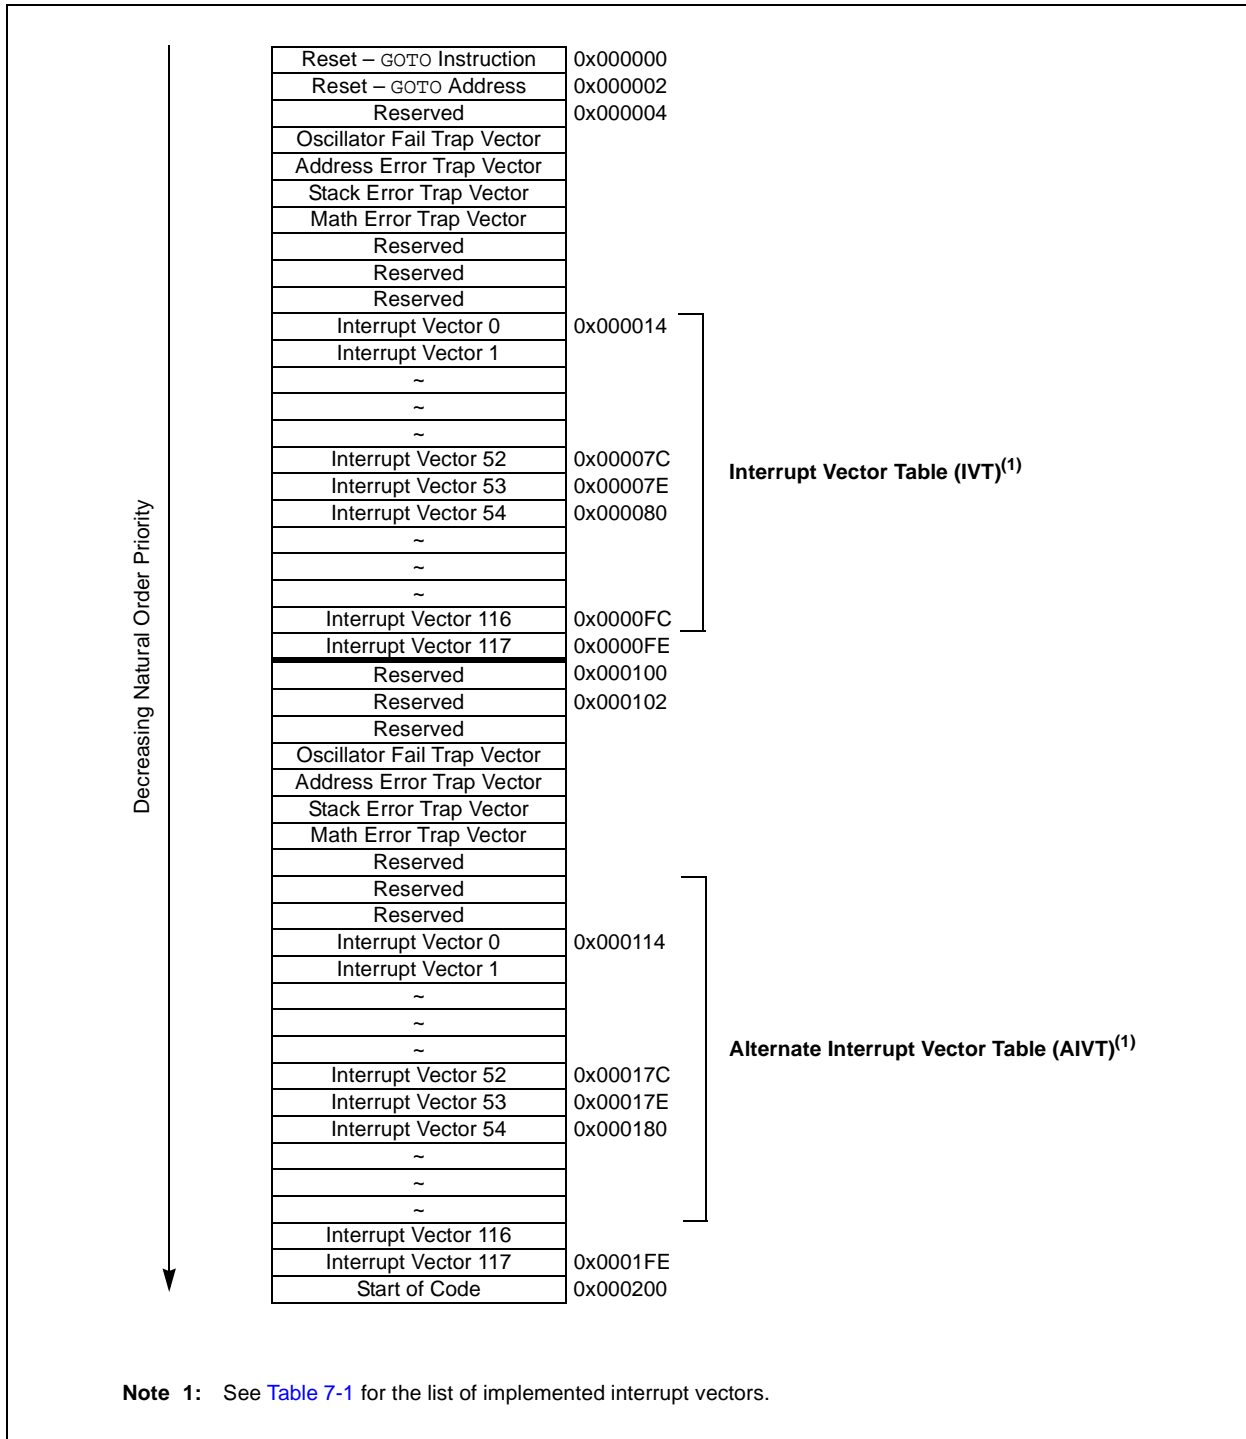 Decreasing Natural Order Priority
Reset – GOTO Instruction 0x000000
Reset – GOTO Address 0x000002
Reserved 0x000004
Oscillator Fail Trap Vector
Address Error Trap Vector
Stack Error Trap Vector
Math Error Trap Vector
Reserved
Reserved
Reserved
Interrupt Vector 0 0x000014
Interrupt Vector 1
~
~
~
Interrupt Vector 52 0x00007C
Interrupt Vector Table (IVT)(1)
Interrupt Vector 53 0x00007E
Interrupt Vector 54 0x000080
~
~
~
Interrupt Vector 116 0x0000FC
Interrupt Vector 117 0x0000FE
Reserved 0x000100
Reserved 0x000102
Reserved
Oscillator Fail Trap Vector
Address Error Trap Vector
Stack Error Trap Vector
Math Error Trap Vector
Reserved
Reserved
Reserved
Interrupt Vector 0 0x000114
Interrupt Vector 1
~
~
~
Alternate Interrupt Vector Table (AIVT)(1)
Interrupt Vector 52 0x00017C
Interrupt Vector 53 0x00017E
Interrupt Vector 54 0x000180
~
~
~
Interrupt Vector 116
Interrupt Vector 117 0x0001FE
Start of Code 0x000200
Note 1: See Table 7-1 for the list of implemented interrupt vectors.